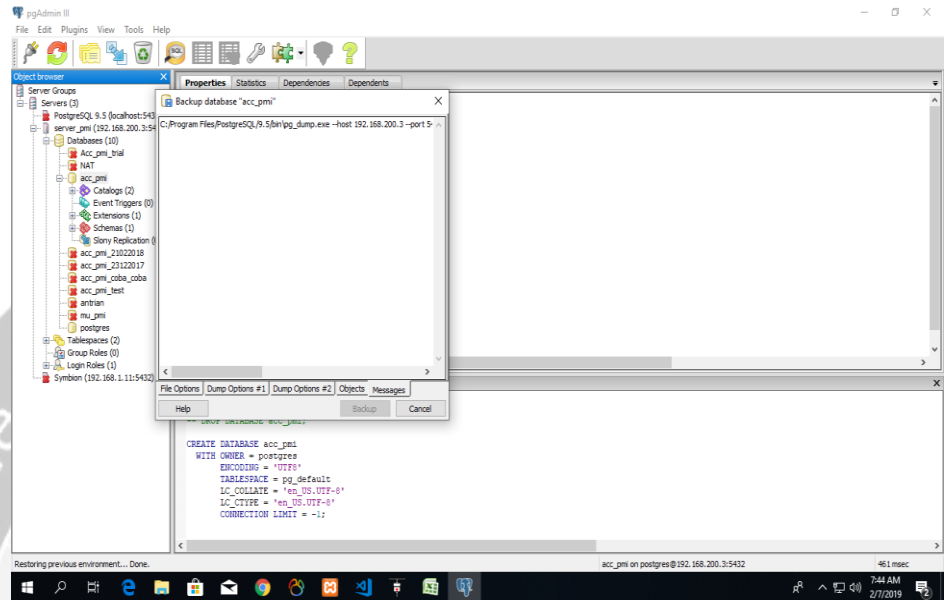 pgAdmin III
File Edit Plugins View Tools Help
Object browser X
Server Groups
Servers (3)
PostgreSQL 9.5 (localhost:543
server_pmi (192.168.200.3:54
Databases (10)
Acc_pmi_trial
NAT
acc_pmi
Catalogs (2)
Event Triggers (0)
Extensions (1)
Schemas (1)
Slony Replication (
acc_pmi_21022018
acc_pmi_23122017
acc_pmi_coba_coba
acc_pmi_test
antrian
mu_pmi
postgres
Tablespaces (2)
Group Roles (0)
Login Roles (1)
Symbion (192.168.1.11:5432)
Properties Statistics Dependencies Dependents
Backup database "acc_pmi"
C:/Program Files/PostgreSQL/9.5/bin\pg_dump.exe --host 192.168.200.3 --port 5
File Options Dump Options #1 Dump Options #2 Objects Messages
Help Backup Cancel
-- DROP DATABASE acc_pmi;
CREATE DATABASE acc_pmi
WITH OWNER = postgres
ENCODING = 'UTF8'
TABLESPACE = pg_default
LC_COLLATE = 'en_US.UTF-8'
LC_CTYPE = 'en_US.UTF-8'
CONNECTION LIMIT = -1;
Restoring previous environment... Done. acc_pmi on postgres@192.168.200.3:5432 461 msec
7:44 AM
2/7/2019